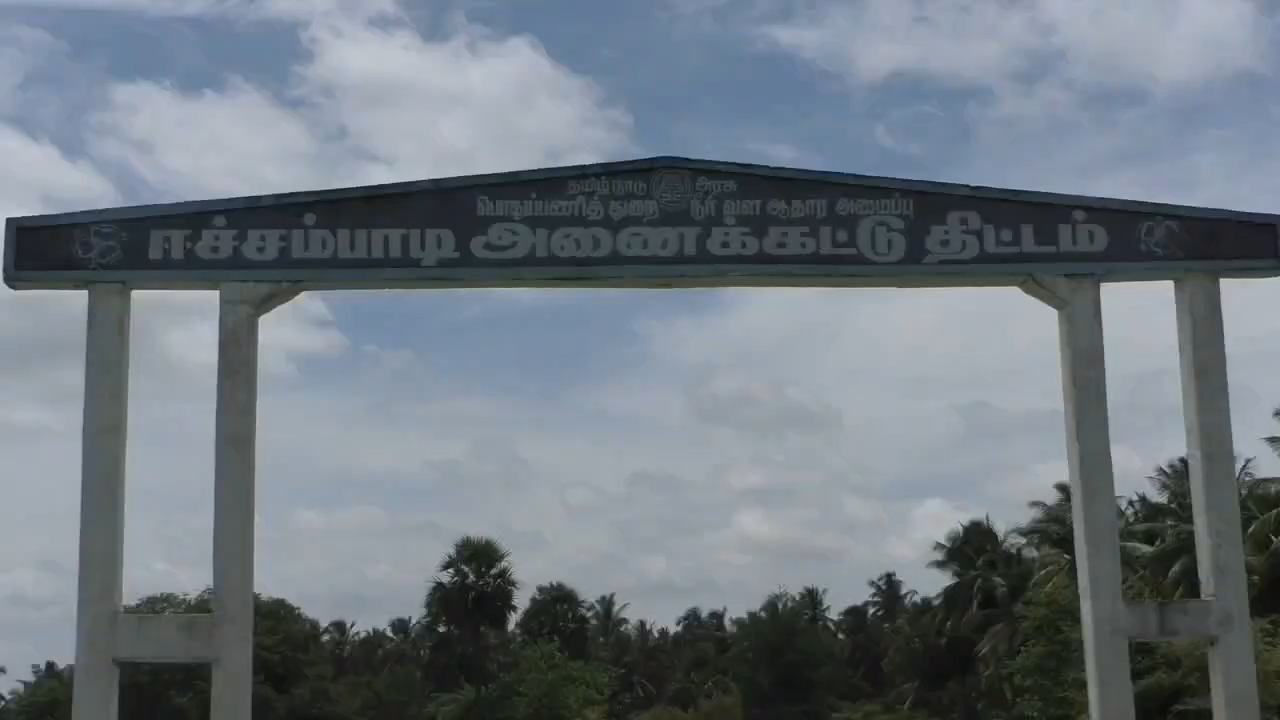 தமிழ்நாடு அரசு
பொதுப்பணித் துறை நீர் வள ஆதார அமைப்பு
ஈச்சம்பாடி அணைக்கட்டு திட்டம்